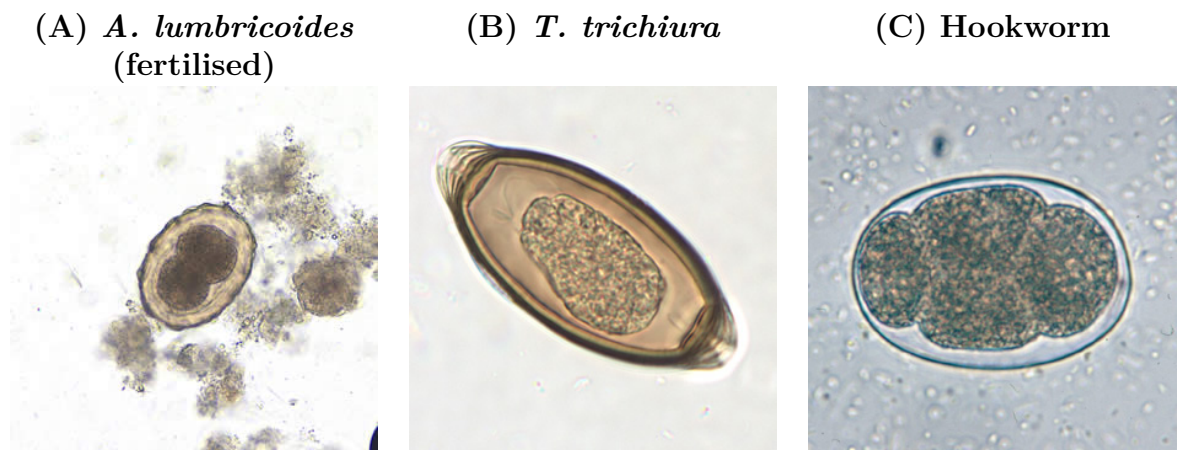 (A) A. lumbricoides
(fertilised)
(B) T. trichiura
(C) Hookworm